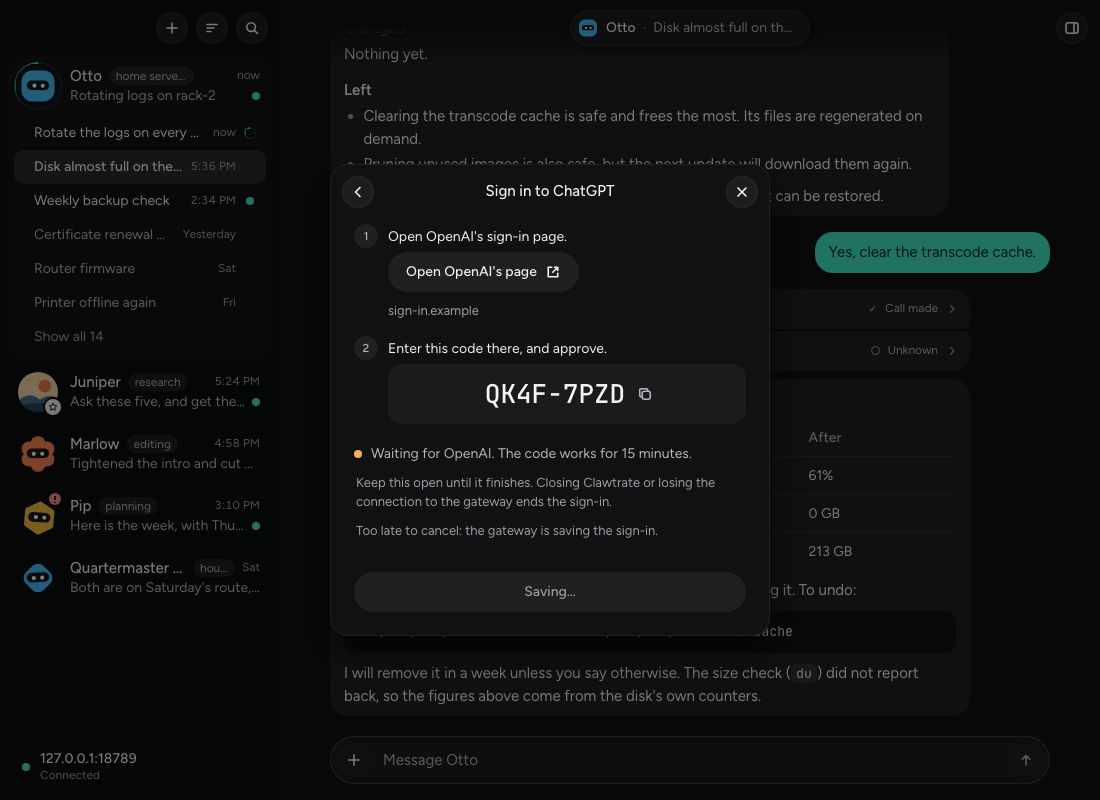 Otto · Disk almost full on th...
Otto home serve... now
Rotating logs on rack-2
Rotate the logs on every ... now
Disk almost full on the... 5:36 PM
Weekly backup check 2:34 PM
Certificate renewal ... Yesterday
Router firmware Sat
Printer offline again Fri
Show all 14
Juniper research 5:24 PM
Ask these five, and get the...
Marlow editing 4:58 PM
Tightened the intro and cut ...
Pip planning 3:10 PM
Here is the week, with Thu...
Quartermaster ... hou... Sat
Both are on Saturday's route,...
127.0.0.1:18789
Connected
Nothing yet.
Left
Clearing the transcode cache is safe and frees the most. Its files are regenerated on
demand.
Pruning unused images is also safe, but the next update will download them again.
can be restored.
Yes, clear the transcode cache.
Call made
Unknown
After
61%
0 GB
213 GB
it. To undo:
I will remove it in a week unless you say otherwise. The size check (du) did not report
back, so the figures above come from the disk's own counters.
Message Otto
Sign in to ChatGPT
1 Open OpenAI's sign-in page.
Open OpenAI's page
sign-in.example
2 Enter this code there, and approve.
QK4F-7PZD
Waiting for OpenAI. The code works for 15 minutes.
Keep this open until it finishes. Closing Clawtrate or losing the
connection to the gateway ends the sign-in.
Too late to cancel: the gateway is saving the sign-in.
Saving...